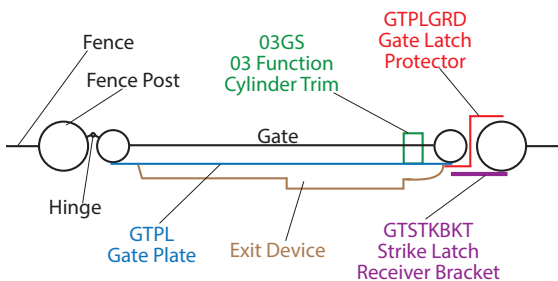 Fence
Fence Post
03GS
03 Function
Cylinder Trim
GTPLGRD
Gate Latch
Protector
Gate
Hinge
GTPL
Gate Plate
Exit Device
GTSTKBKT
Strike Latch
Receiver Bracket